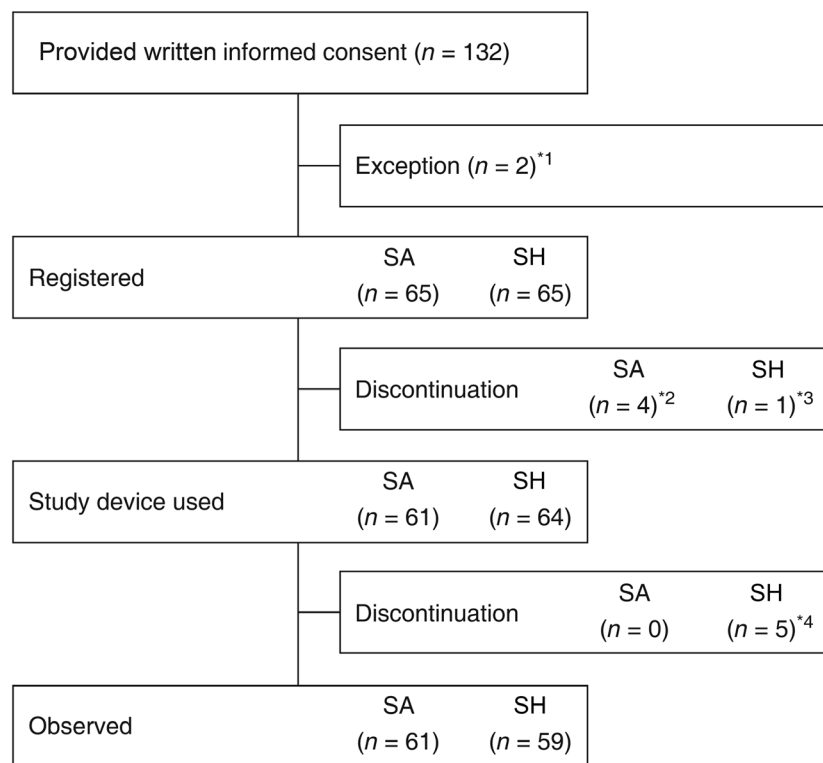 Provided written informed consent (n = 132)
Exception (n = 2)*1
SA SH
Registered
(n = 65) (n = 65)
SA SH
Discontinuation
(n = 4)*2 (n = 1)*3
SA SH
Study device used
(n = 61) (n = 64)
SA SH
Discontinuation
(n = 0) (n = 5)*4
SA SH
Observed
(n = 61) (n = 59)